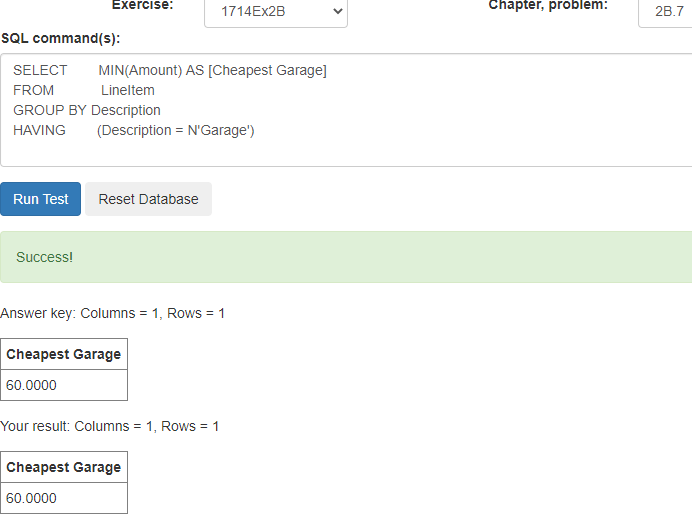 Exercise: 1714Ex2B Chapter, problem: 2B.7
SQL command(s):
SELECT MIN(Amount) AS [Cheapest Garage]
FROM LineItem
GROUP BY Description
HAVING (Description = N'Garage')
Run Test Reset Database
Success!
Answer key: Columns = 1, Rows = 1
Cheapest Garage
60.0000
Your result: Columns = 1, Rows = 1
Cheapest Garage
60.0000